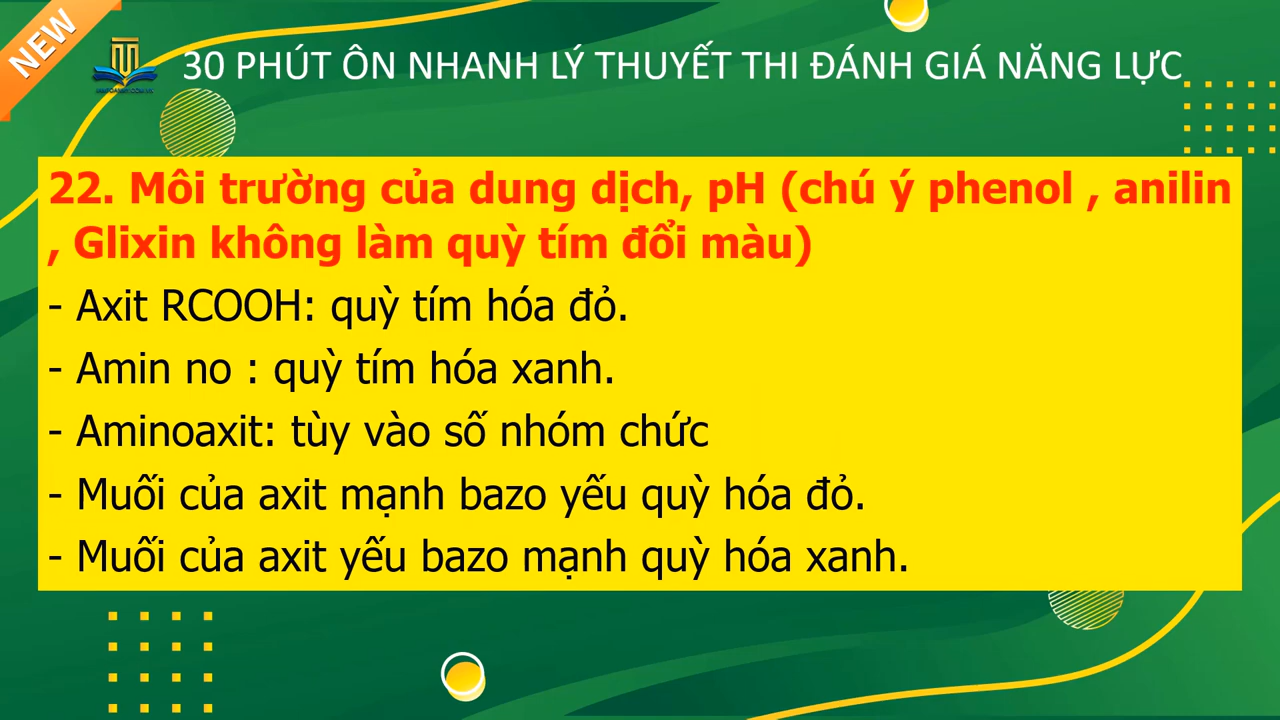 NEW
30 PHÚT ÔN NHANH LÝ THUYẾT THI ĐÁNH GIÁ NĂNG LỰC
22. Môi trường của dung dịch, pH (chú ý phenol , anilin
, Glixin không làm quỳ tím đổi màu)
- Axit RCOOH: quỳ tím hóa đỏ.
- Amin no : quỳ tím hóa xanh.
- Aminoaxit: tùy vào số nhóm chức
- Muối của axit mạnh bazo yếu quỳ hóa đỏ.
- Muối của axit yếu bazo mạnh quỳ hóa xanh.